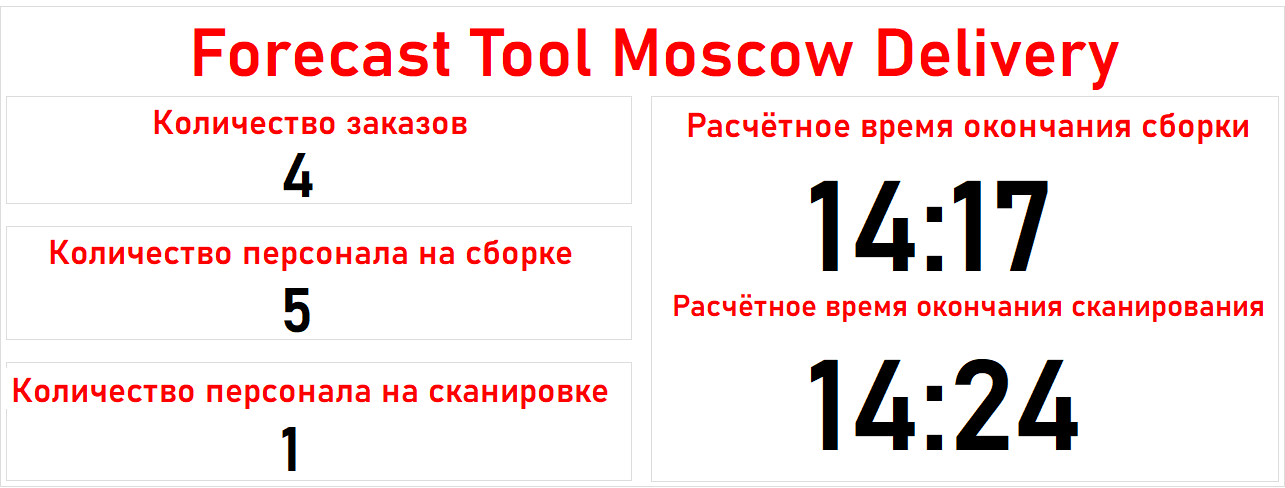 Forecast Tool Moscow Delivery
Количество заказов
4
Количество персонала на сборке
5
Количество персонала на сканировке
1
Расчётное время окончания сборки
14:17
Расчётное время окончания сканирования
14:24